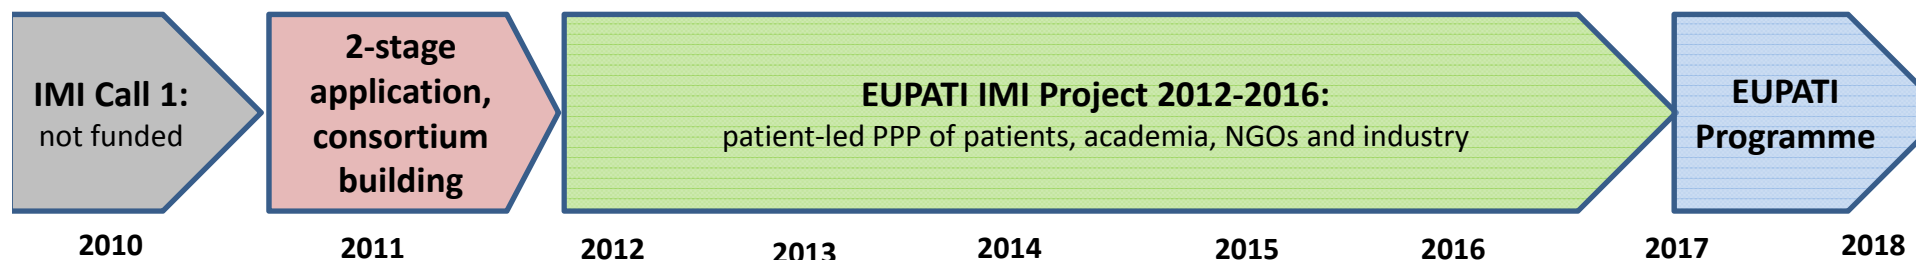 IMI Call 1:
not funded
2-stage
application,
consortium
building
EUPATI IMI Project 2012-2016:
patient-led PPP of patients, academia, NGOs and industry
EUPATI
Programme
2010
2011
2012
2013
2014
2015
2016
2017
2018